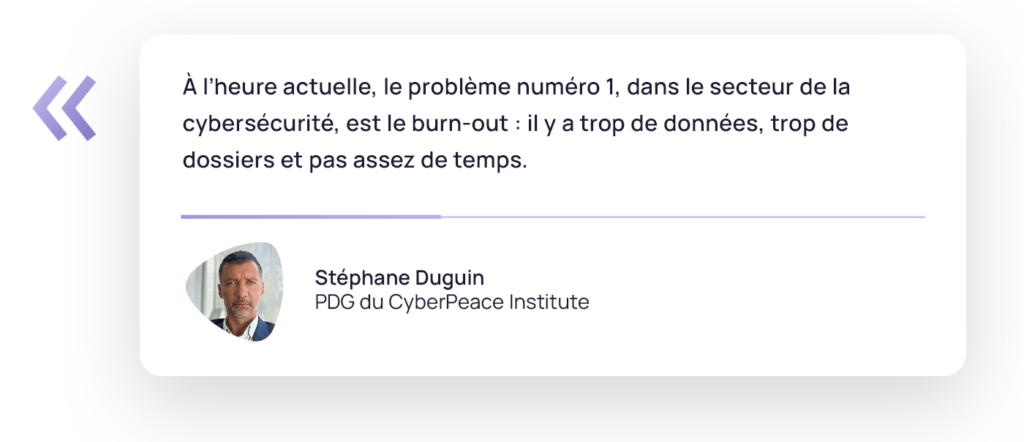 «
À l’heure actuelle, le problème numéro 1, dans le secteur de la
cybersécurité, est le burn-out : il y a trop de données, trop de
dossiers et pas assez de temps.
Stéphane Duguin
PDG du CyberPeace Institute